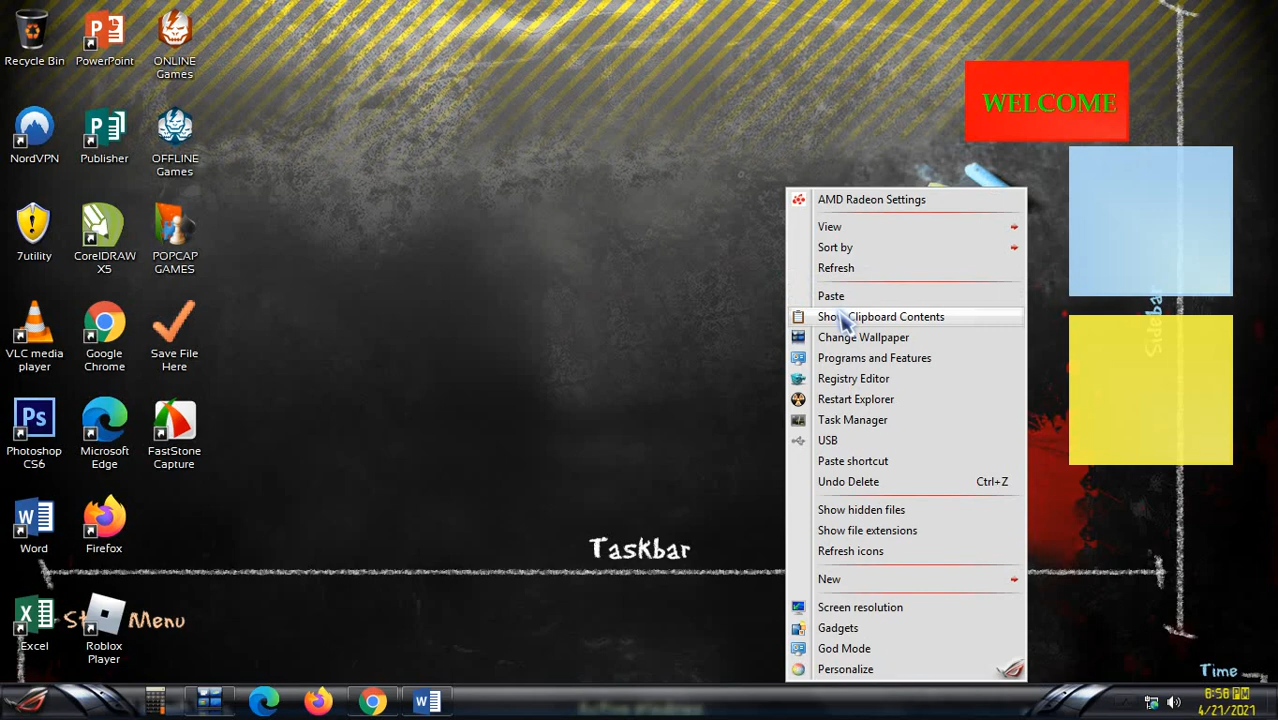 Recycle Bin
PowerPoint
ONLINE
Games
WELCOME
NordVPN
Publisher
OFFLINE
Games
7utility
CorelDRAW
X5
POPCAP
GAMES
VLC media
player
Google
Chrome
Save File
Here
Ps
Photoshop
CS6
Microsoft
Edge
FastStone
Capture
Word
Firefox
Excel
Roblox
Player
Menu
Taskbar
Sidebar
Time
AMD Radeon Settings
View
Sort by
Refresh
Paste
Show Clipboard Contents
Change Wallpaper
Programs and Features
Registry Editor
Restart Explorer
Task Manager
USB
Paste shortcut
Undo Delete Ctrl+Z
Show hidden files
Show file extensions
Refresh icons
New
Screen resolution
Gadgets
God Mode
Personalize
6:56 PM
4/21/2021